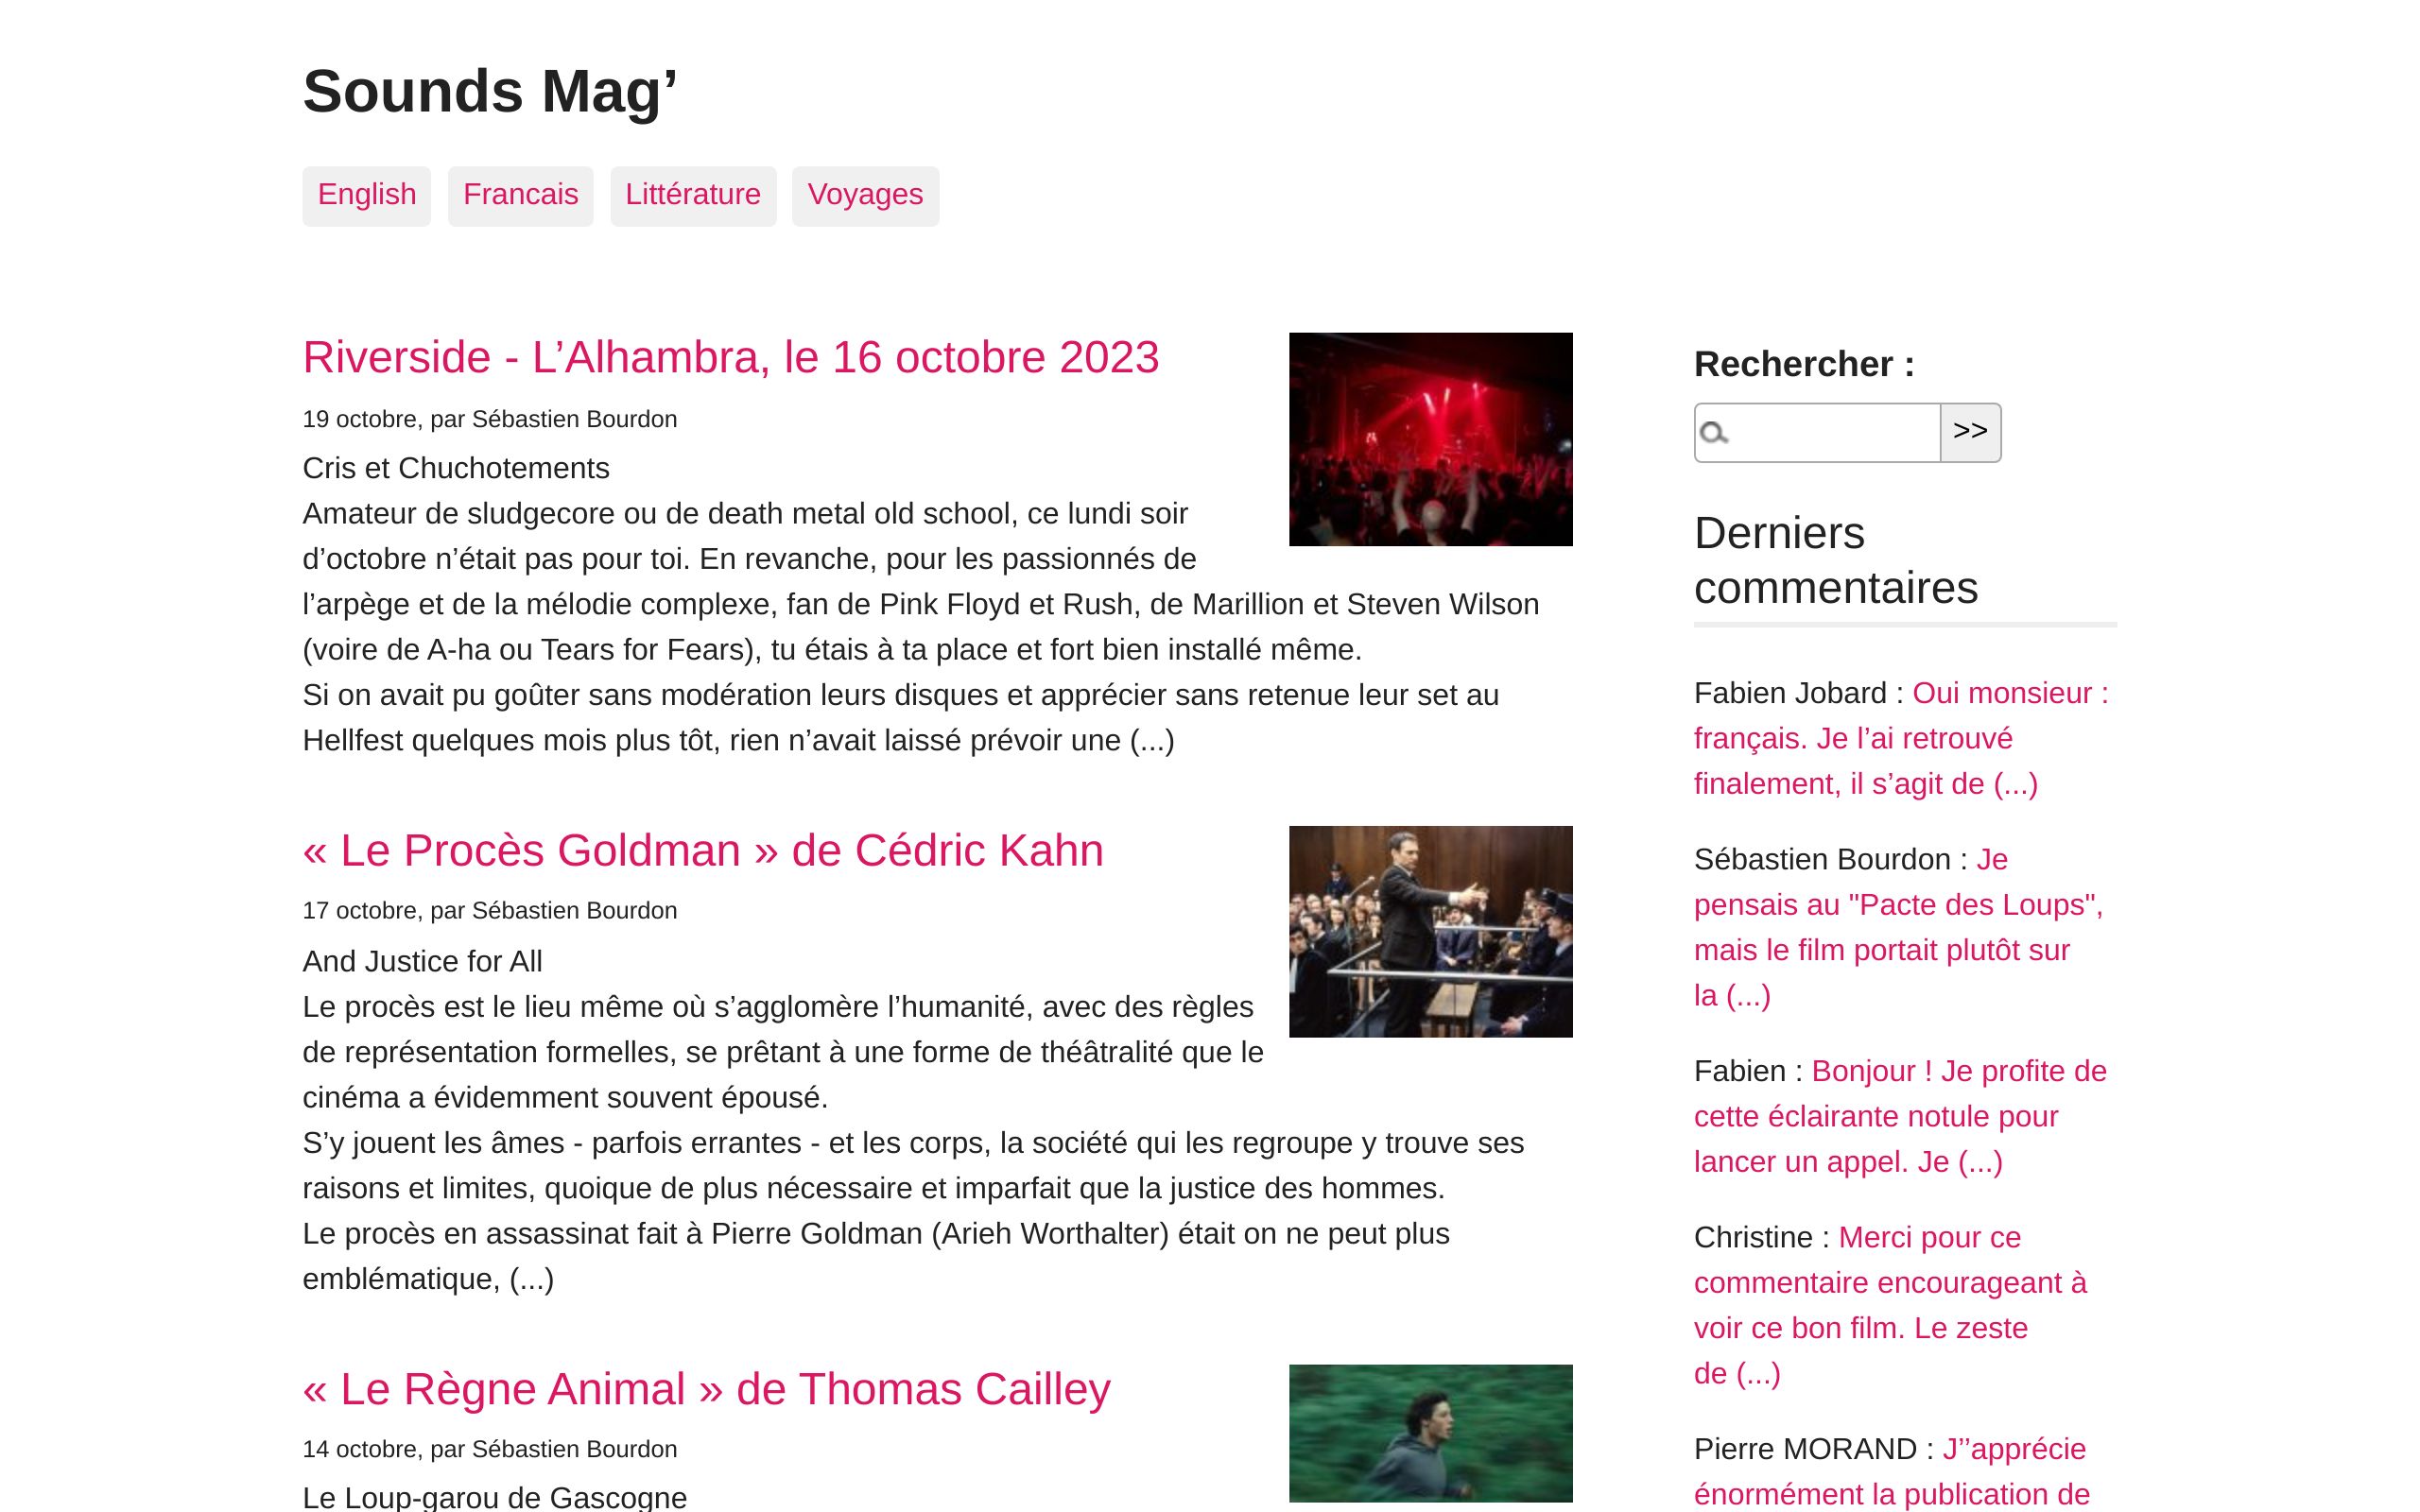 Sounds Mag’
English Francais Littérature Voyages
Riverside - L’Alhambra, le 16 octobre 2023
19 octobre, par Sébastien Bourdon
Cris et Chuchotements
Amateur de sludgecore ou de death metal old school, ce lundi soir
d’octobre n’était pas pour toi. En revanche, pour les passionnés de
l’arpège et de la mélodie complexe, fan de Pink Floyd et Rush, de Marillion et Steven Wilson
(voire de A-ha ou Tears for Fears), tu étais à ta place et fort bien installé même.
Si on avait pu goûter sans modération leurs disques et apprécier sans retenue leur set au
Hellfest quelques mois plus tôt, rien n’avait laissé prévoir une (...)
« Le Procès Goldman » de Cédric Kahn
17 octobre, par Sébastien Bourdon
And Justice for All
Le procès est le lieu même où s’agglomère l’humanité, avec des règles
de représentation formelles, se prêtant à une forme de théâtralité que le
cinéma a évidemment souvent épousé.
S’y jouent les âmes - parfois errantes - et les corps, la société qui les regroupe y trouve ses
raisons et limites, quoique de plus nécessaire et imparfait que la justice des hommes.
Le procès en assassinat fait à Pierre Goldman (Arieh Worthalter) était on ne peut plus
emblématique, (...)
« Le Règne Animal » de Thomas Cailley
14 octobre, par Sébastien Bourdon
Le Loup-garou de Gascogne
Rechercher :
>>
Derniers
commentaires
Fabien Jobard : Oui monsieur :
français. Je l’ai retrouvé
finalement, il s’agit de (...)
Sébastien Bourdon : Je
pensais au "Pacte des Loups",
mais le film portait plutôt sur
la (...)
Fabien : Bonjour ! Je profite de
cette éclairante notule pour
lancer un appel. Je (...)
Christine : Merci pour ce
commentaire encourageant à
voir ce bon film. Le zeste
de (...)
Pierre MORAND : J’’apprécie
énormément la publication de